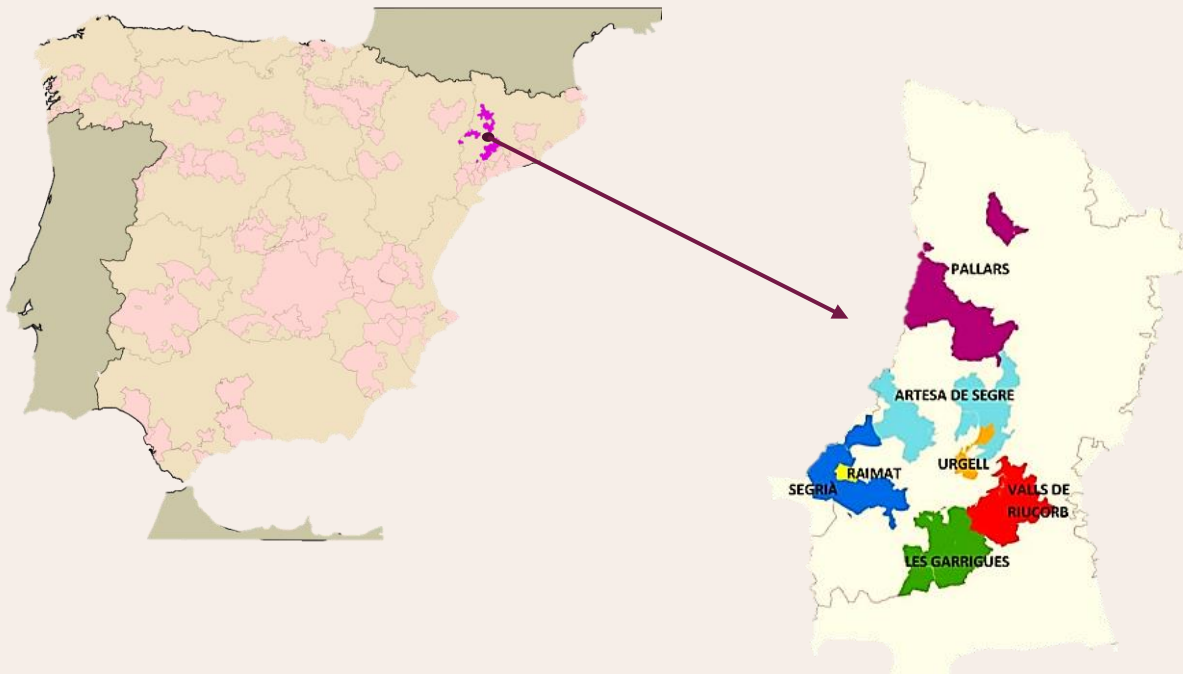 PALLARS
ARTESA DE SEGRE
URGELL
RAIMAT
SEGRIÀ
VALLS DE
RIUCORB
LES GARRIGUES